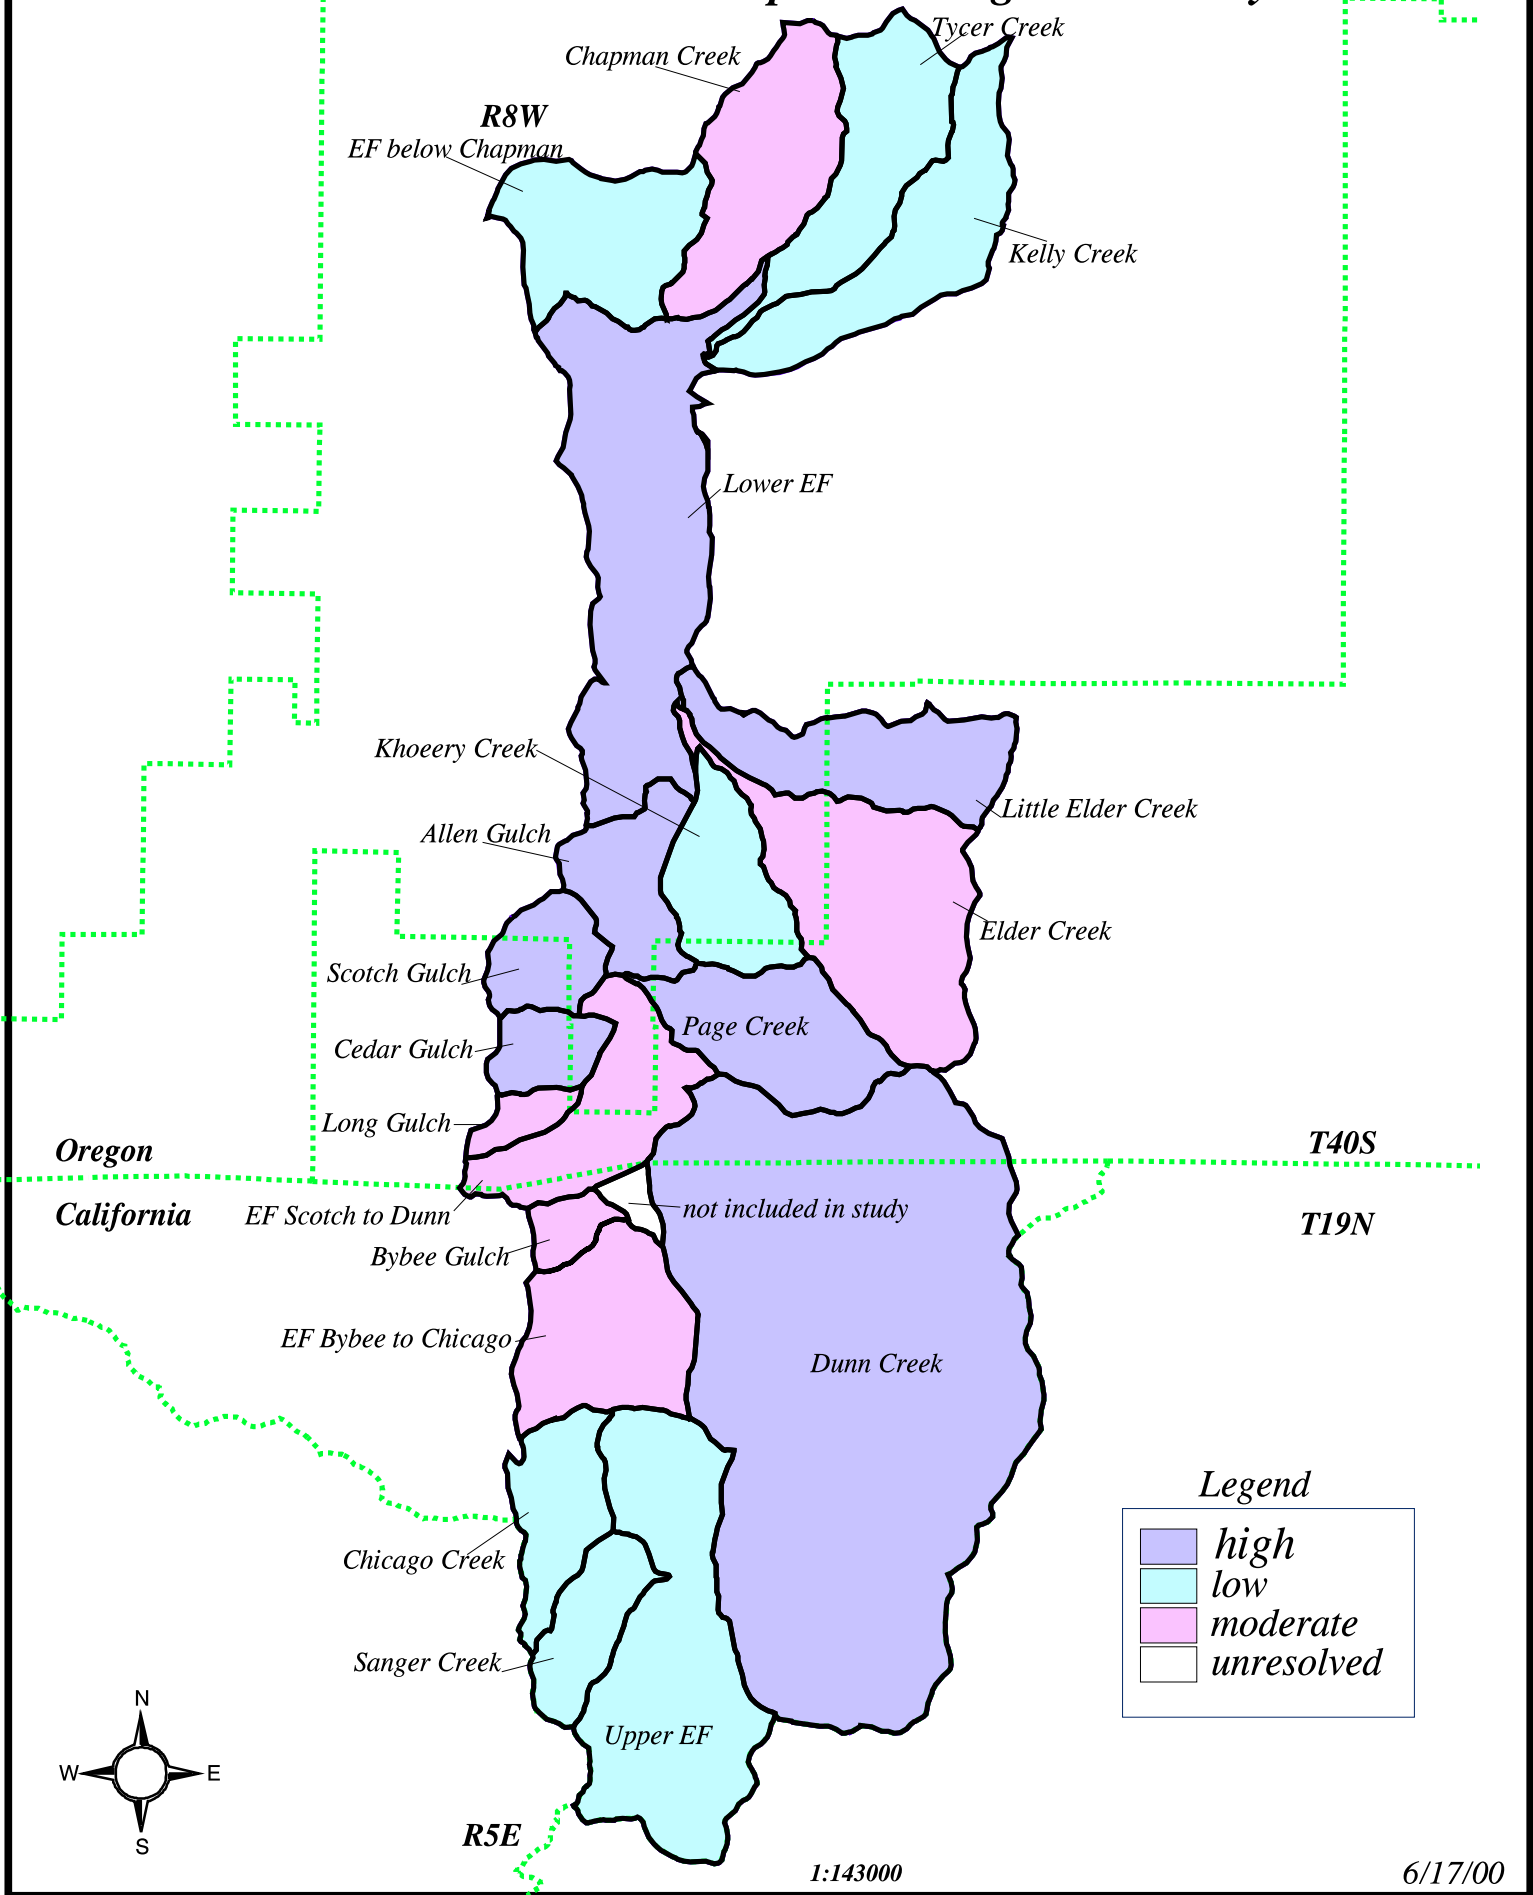 Tycer Creek
Chapman Creek
R8W
EF below Chapman
Kelly Creek
Lower EF
Khoeery Creek
Little Elder Creek
Allen Gulch
Elder Creek
Scotch Gulch
Page Creek
Cedar Gulch
Long Gulch
Oregon
T40S
California
EF Scotch to Dunn
not included in study
T19N
Bybee Gulch
EF Bybee to Chicago
Dunn Creek
Legend
high
low
moderate
unresolved
Chicago Creek
Sanger Creek
Upper EF
N
W E
S
R5E
1:143000
6/17/00